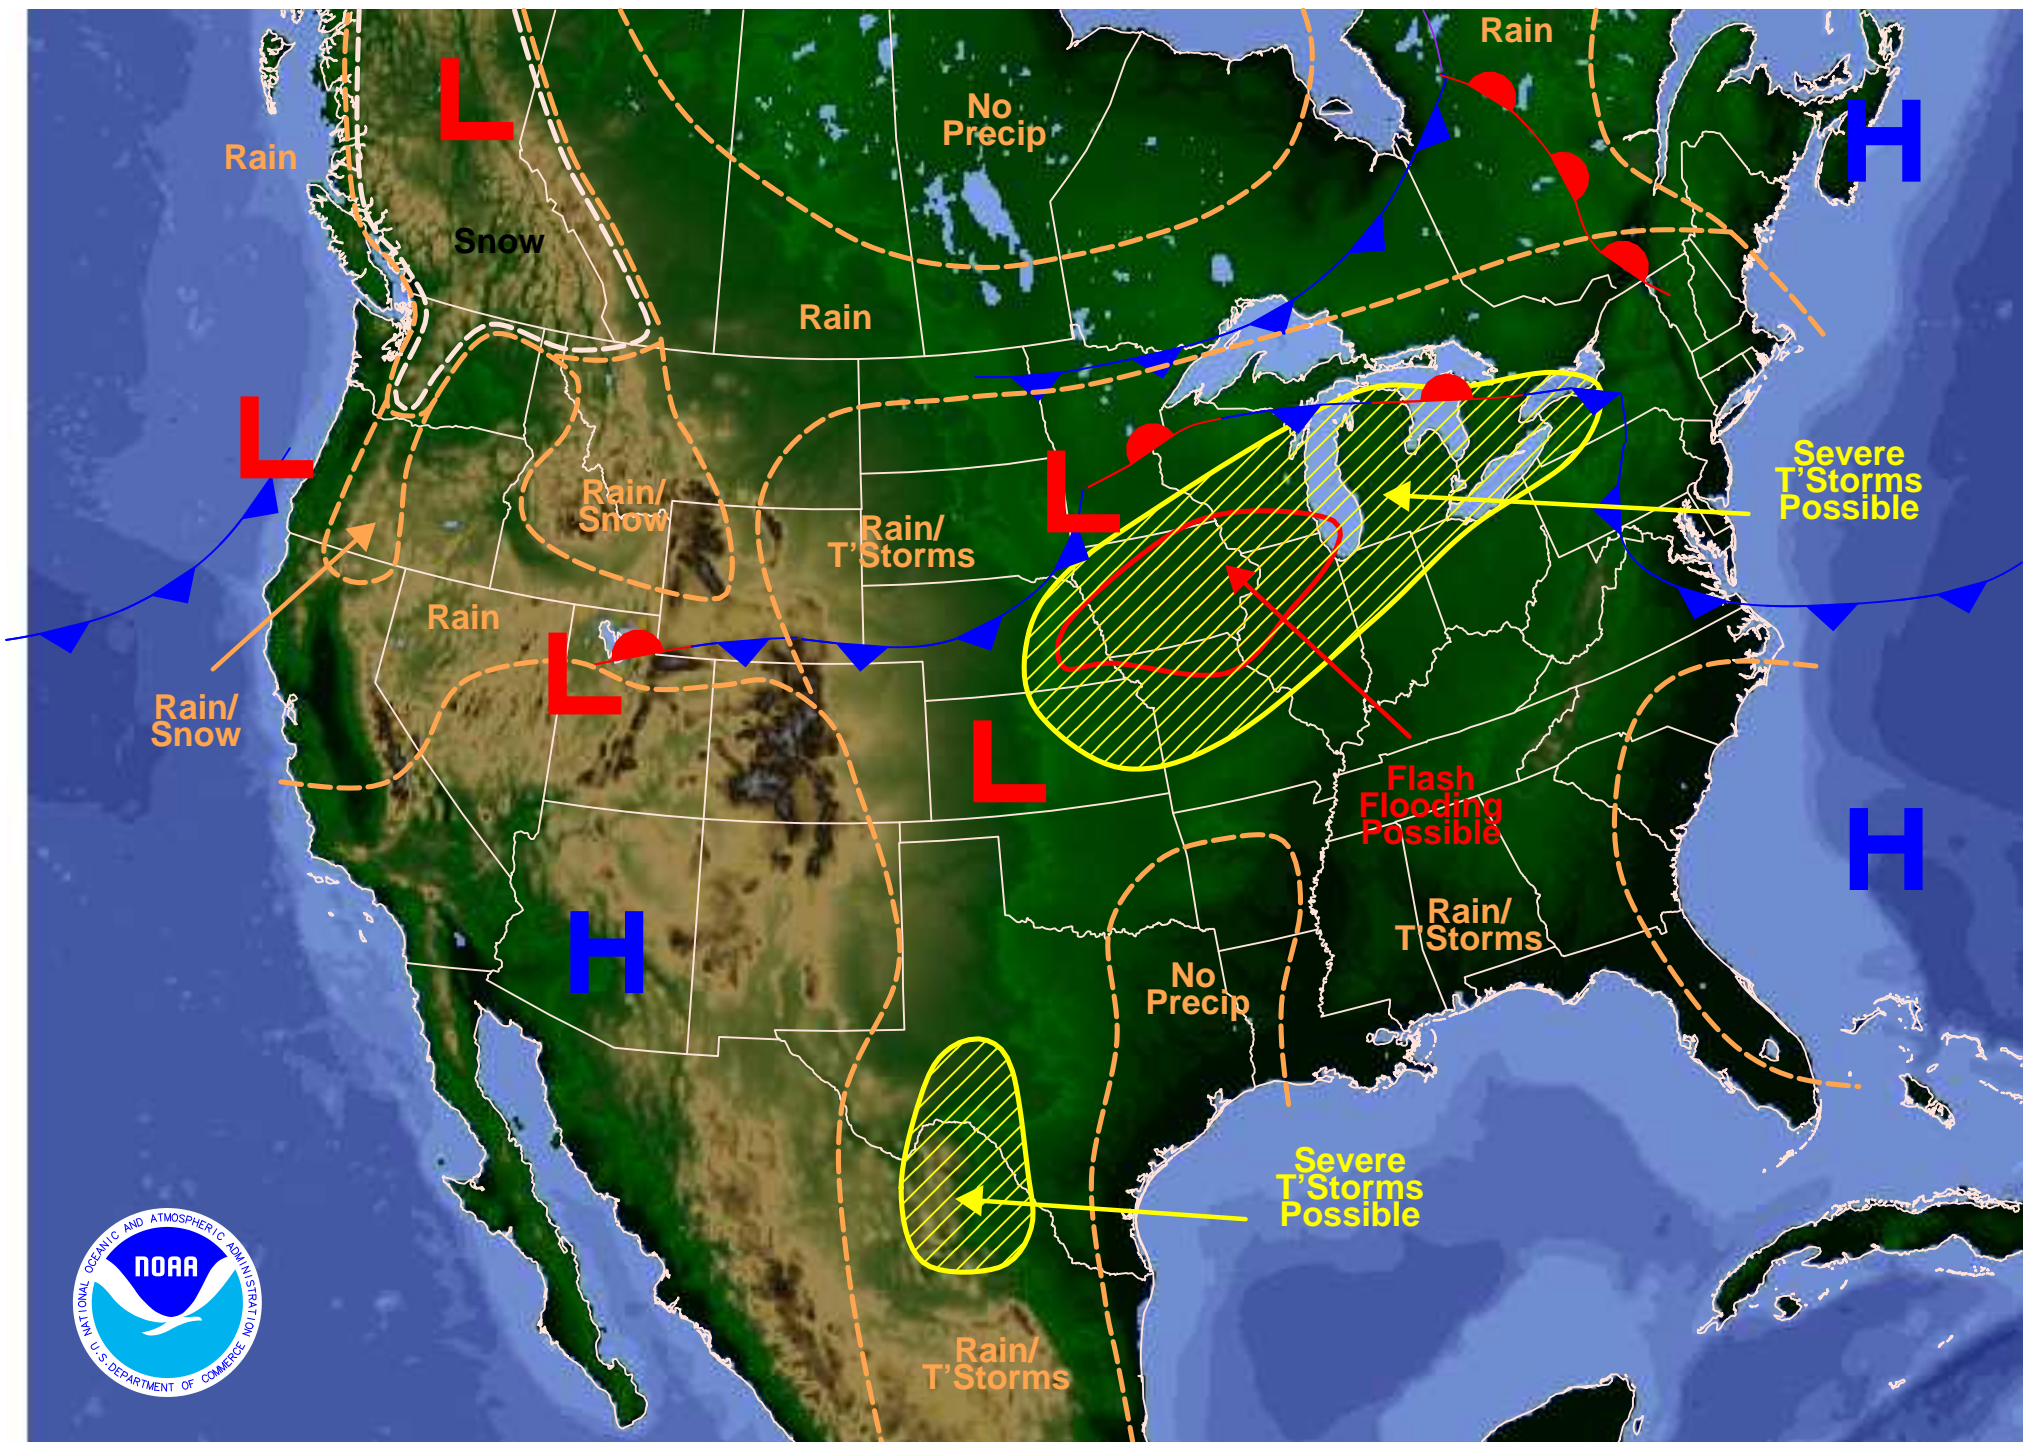 Rain
L
No
Precip
H
Rain
Snow
Rain
L
Severe
T'Storms
Possible
L
Rain/
Snow
Rain/
T'Storms
Rain
L
Rain/
Snow
L
Flash
Flooding
Possible
H
H
Rain/
T'Storms
No
Precip
Severe
T'Storms
Possible
Rain/
T'Storms
NATIONAL OCEANIC AND ATMOSPHERIC ADMINISTRATION
NOAA
U.S. DEPARTMENT OF COMMERCE